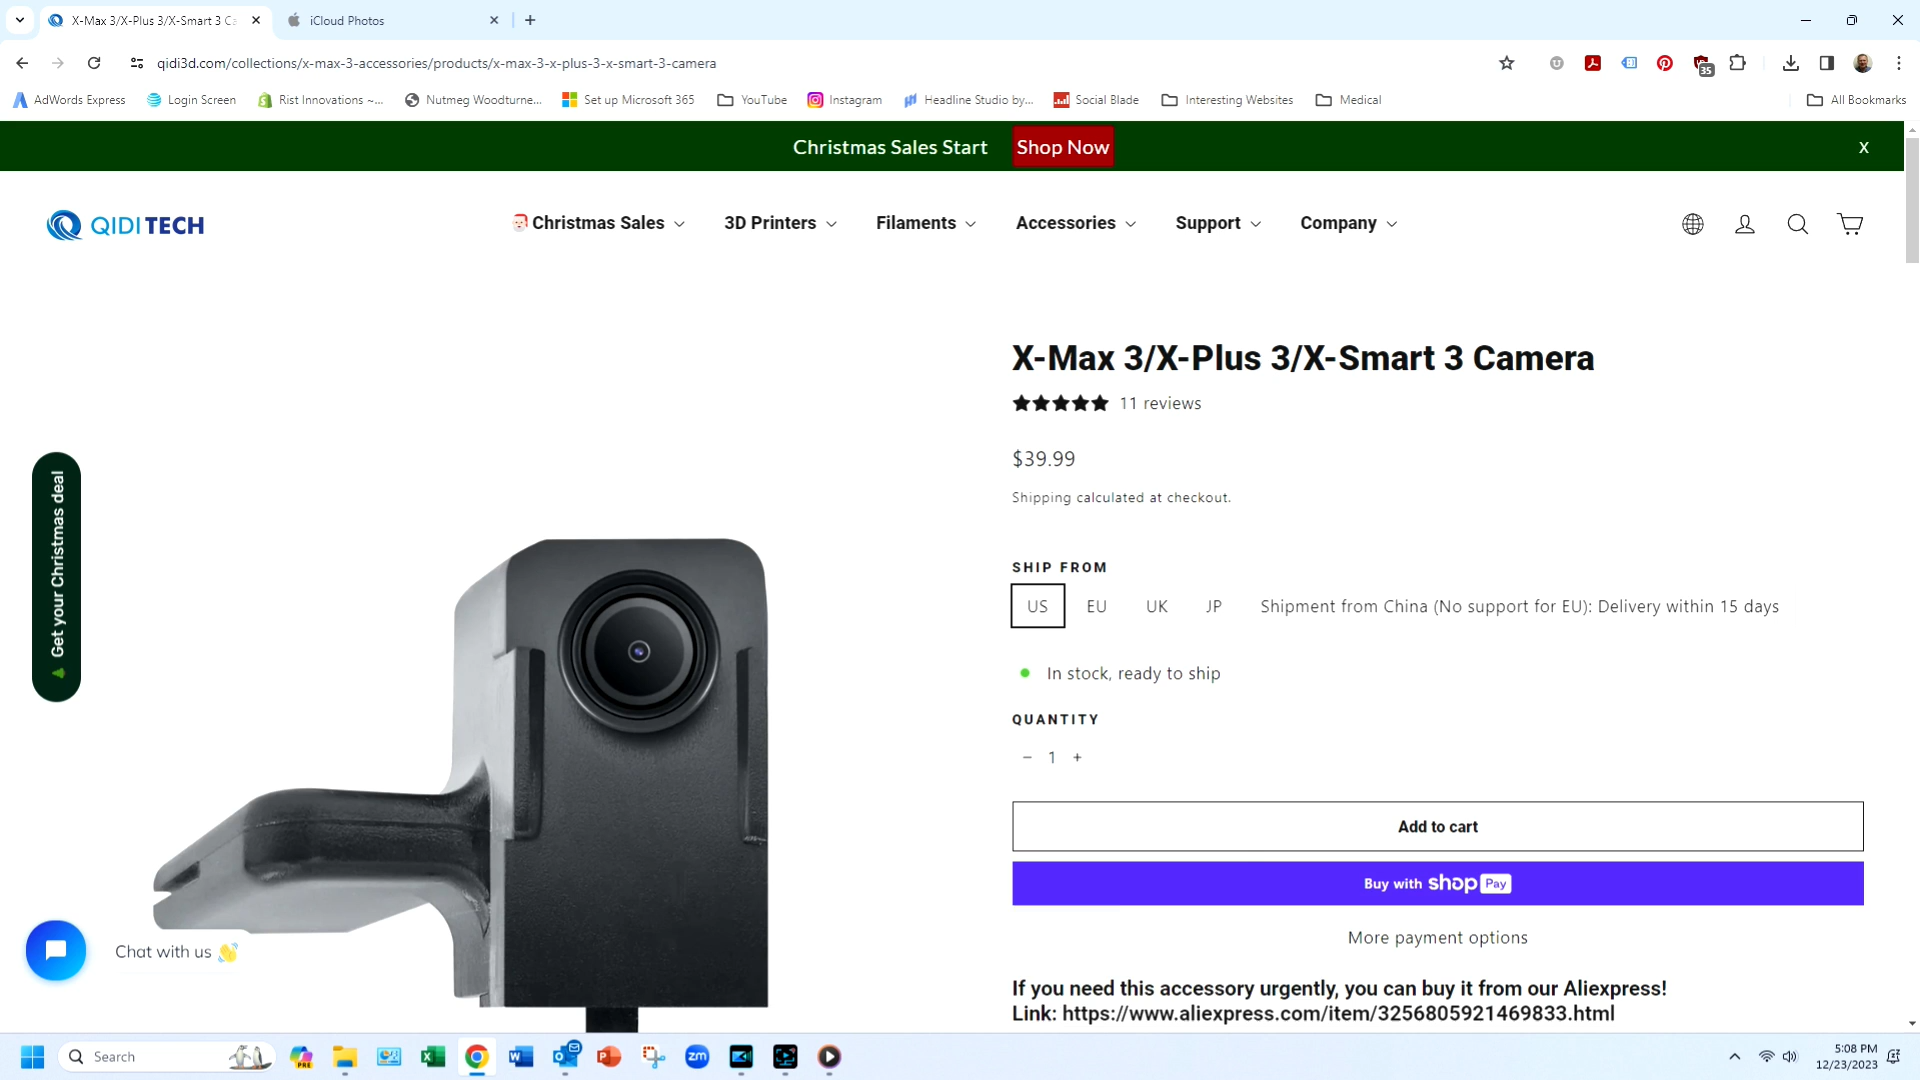 X-Max 3/X-Plus 3/X-Smart 3 Ca
iCloud Photos
qidi3d.com/collections/x-max-3-accessories/products/x-max-3-x-plus-3-x-smart-3-camera
35
AdWords Express
Login Screen
Rist Innovations ~...
Nutmeg Woodturne...
Set up Microsoft 365
YouTube
Instagram
Headline Studio by...
Social Blade
Interesting Websites
Medical
All Bookmarks
Christmas Sales Start Shop Now
X
QIDI TECH
Christmas Sales
3D Printers
Filaments
Accessories
Support
Company
X-Max 3/X-Plus 3/X-Smart 3 Camera
11 reviews
$39.99
Shipping calculated at checkout.
Get your Christmas deal
SHIP FROM
US EU UK JP Shipment from China (No support for EU): Delivery within 15 days
In stock, ready to ship
QUANTITY
− 1 +
Add to cart
Buy with shop Pay
More payment options
Chat with us
If you need this accessory urgently, you can buy it from our Aliexpress!
Link: https://www.aliexpress.com/item/3256805921469833.html
Search
PRE
zm
5:08 PM
12/23/2023